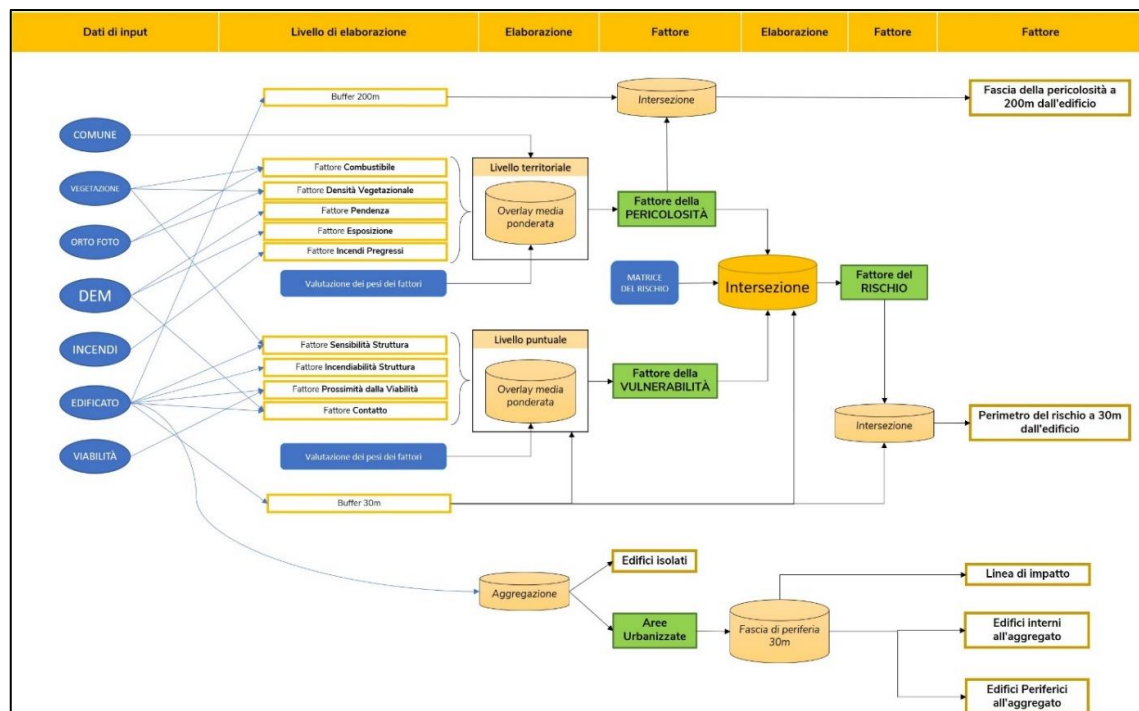 Dati di input
Livello di elaborazione
Elaborazione
Fattore
Elaborazione
Fattore
Fattore
Buffer 200m
Intersezione
Fascia della pericolosità a
200m dall'edificio
COMUNE
VEGETAZIONE
ORTO FOTO
DEM
INCENDI
EDIFICATO
VIABILITÀ
Fattore Combustibile
Fattore Densità Vegetazionale
Fattore Pendenza
Fattore Esposizione
Fattore Incendi Pregressi
Valutazione dei pesi dei fattori
Livello territoriale
Overlay media
ponderata
Fattore della
PERICOLOSITÀ
MATRICE
DEL RISCHIO
Intersezione
Fattore del
RISCHIO
Fattore Sensibilità Struttura
Fattore Incendiabilità Struttura
Fattore Prossimità dalla Viabilità
Fattore Contatto
Valutazione dei pesi dei fattori
Livello puntuale
Overlay media
ponderata
Fattore della
VULNERABILITÀ
Intersezione
Perimetro del rischio a 30m
dall'edificio
Buffer 30m
Aggregazione
Edifici isolati
Aree
Urbanizzate
Fascia di periferia
30m
Linea di impatto
Edifici interni
all'aggregato
Edifici Periferici
all'aggregato